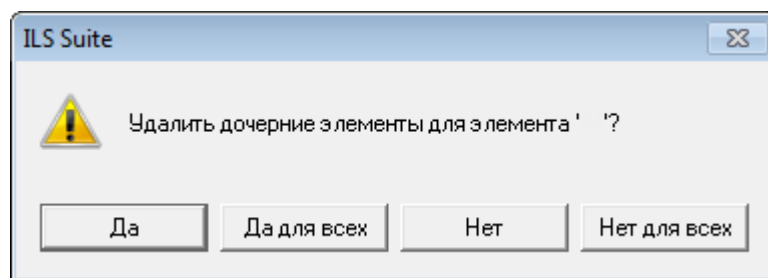 ILS Suite
Удалить дочерние элементы для элемента ' '?
Да
Да для всех
Нет
Нет для всех